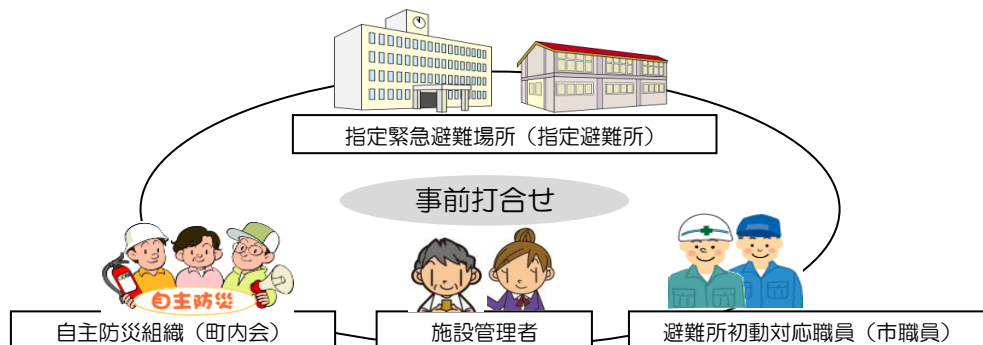 指定緊急避難場所（指定避難所）
事前打合せ
自主防災
自主防災組織（町内会）
施設管理者
避難所初動対応職員（市職員）